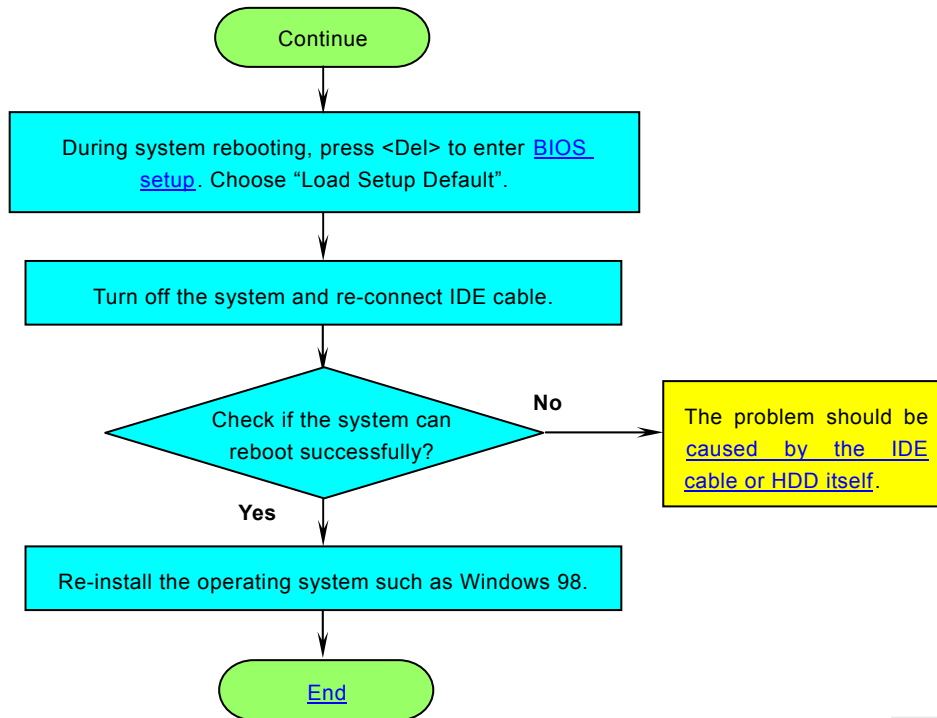 Continue
During system rebooting, press <Del> to enter BIOS
setup. Choose “Load Setup Default”.
Turn off the system and re-connect IDE cable.
Check if the system can
reboot successfully?
No
The problem should be
caused by the IDE
cable or HDD itself.
Yes
Re-install the operating system such as Windows 98.
End